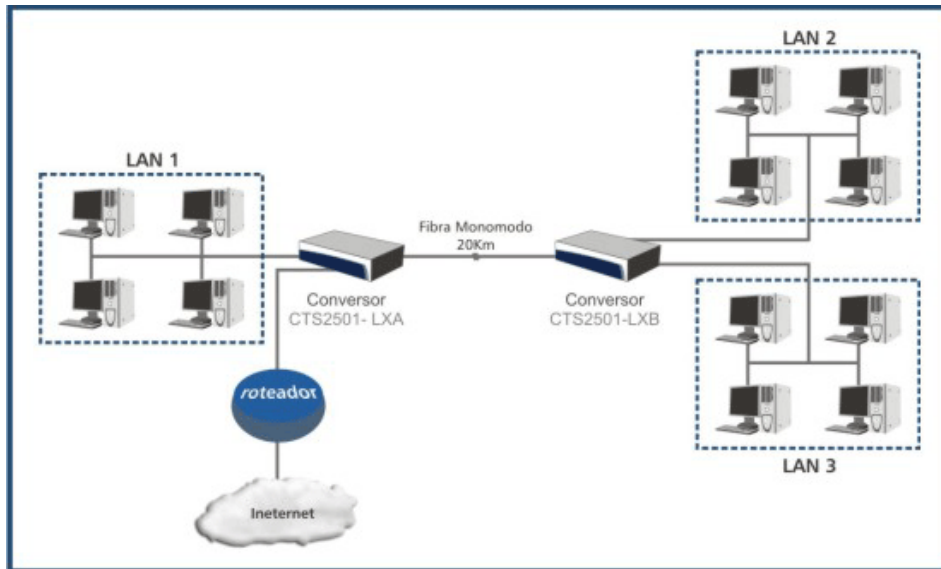 LAN 2
LAN 1
Fibra Monomodo
20Km
Conversor
CTS2501- LXA
Conversor
CTS2501-LXB
roteador
LAN 3
Ineternet